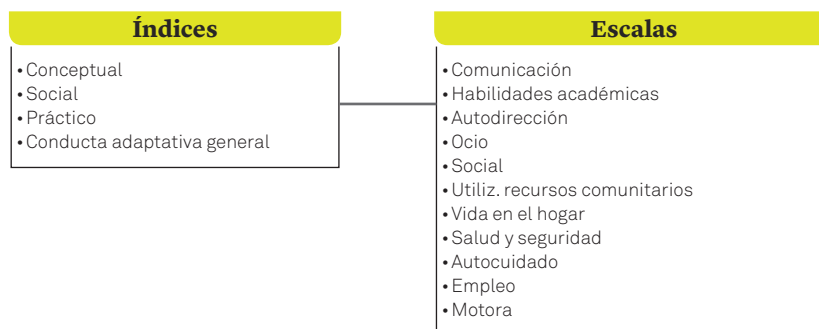 Índices
• Conceptual
• Social
• Práctico
• Conducta adaptativa general
Escalas
• Comunicación
• Habilidades académicas
• Autodirección
• Ocio
• Social
• Utiliz. recursos comunitarios
• Vida en el hogar
• Salud y seguridad
• Autocuidado
• Empleo
• Motora